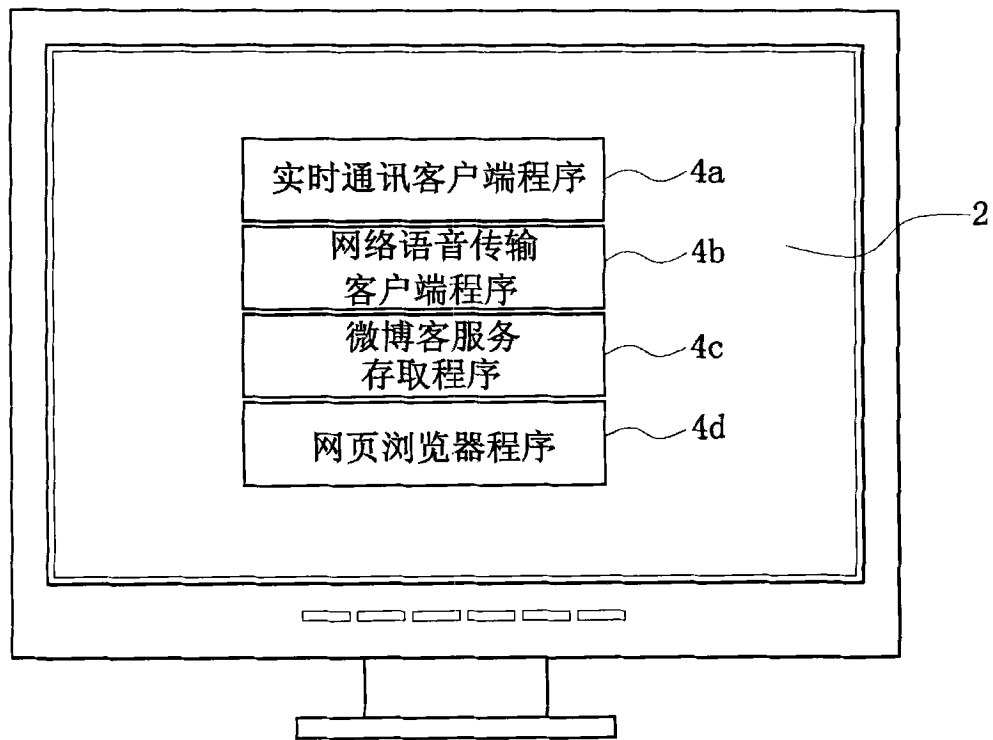 实时通讯客户端程序
4a
网络语音传输
客户端程序
4b
2
微博客服务
存取程序
4c
网页浏览器程序
4d